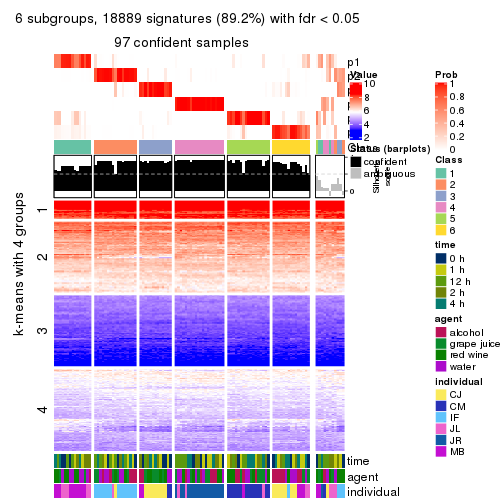 6 subgroups, 18889 signatures (89.2%) with fdr < 0.05
97 confident samples
p1
Value
10
8
6
4
2
Prob
1
0.8
0.6
0.4
0.2
0
Status (barplots)
confident
ambiguous
Silhouette
score
0
Class
1
2
3
4
5
6
time
0 h
1 h
12 h
2 h
4 h
agent
alcohol
grape juice
red wine
water
individual
CJ
CM
IF
JL
JR
MB
k-means with 4 groups
1
2
3
4
time
agent
individual